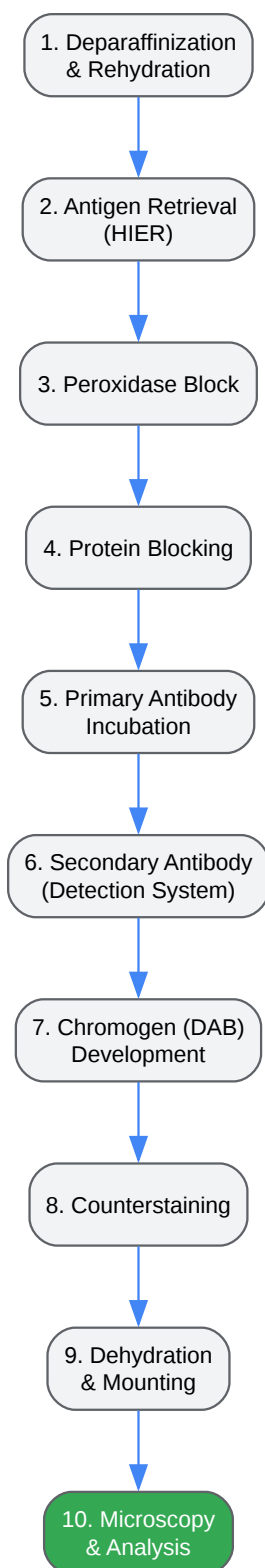 1. Deparaffinization
& Rehydration
2. Antigen Retrieval
(HIER)
3. Peroxidase Block
4. Protein Blocking
5. Primary Antibody
Incubation
6. Secondary Antibody
(Detection System)
7. Chromogen (DAB)
Development
8. Counterstaining
9. Dehydration
& Mounting
10. Microscopy
& Analysis